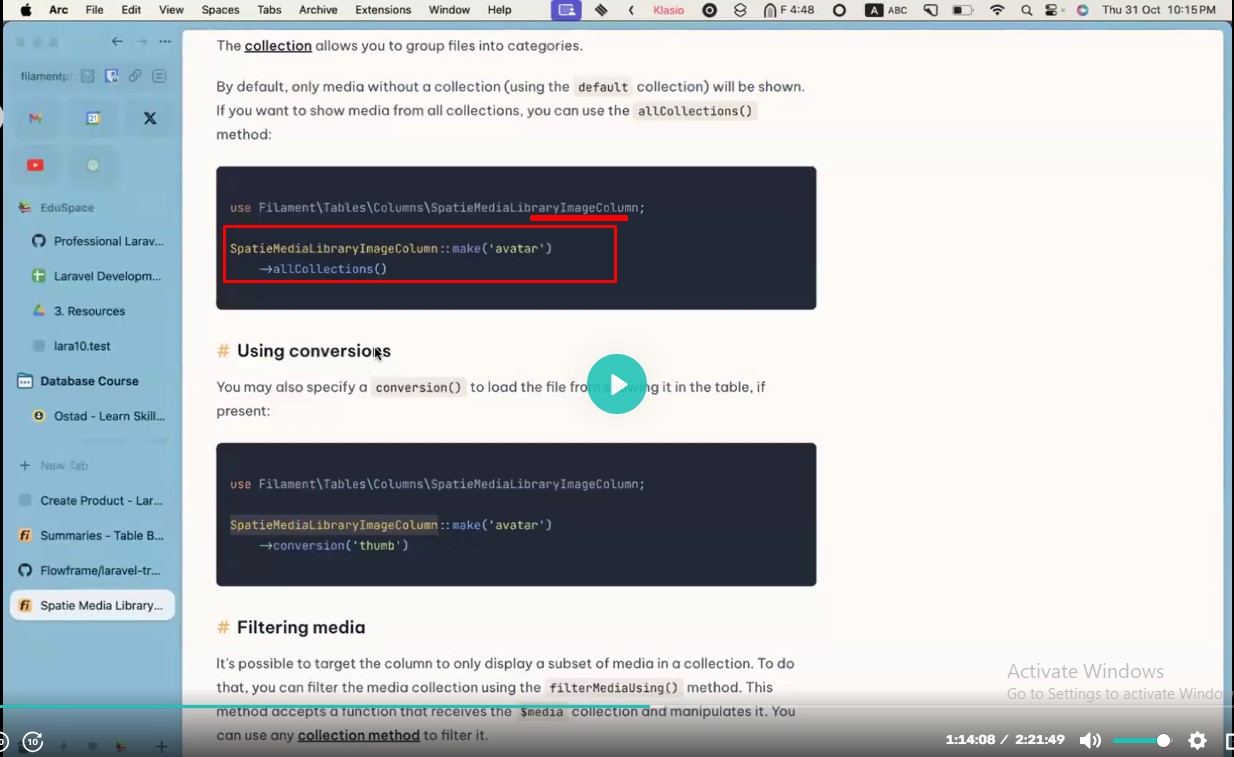 Arc File Edit View Spaces Tabs Archive Extensions Window Help Klasio F 4:48 A ABC Thu 31 Oct 10:15 PM
filamentp
21
EduSpace
Professional Larav...
Laravel Developm...
3. Resources
lara10.test
Database Course
Ostad - Learn Skill...
New Tab
Create Product - Lar...
Summaries - Table B...
Flowframe/laravel-tr...
Spatie Media Library...
The collection allows you to group files into categories.
By default, only media without a collection (using the default collection) will be shown.
If you want to show media from all collections, you can use the allCollections()
method:
use Filament\Tables\Columns\SpatieMediaLibraryImageColumn;
SpatieMediaLibraryImageColumn::make('avatar')
->allCollections()
# Using conversions
You may also specify a conversion() to load the file from it in the table, if
present:
use Filament\Tables\Columns\SpatieMediaLibraryImageColumn;
SpatieMediaLibraryImageColumn::make('avatar')
->conversion('thumb')
# Filtering media
It's possible to target the column to only display a subset of media in a collection. To do
that, you can filter the media collection using the filterMediaUsing() method. This
method accepts a function that receives the $media collection and manipulates it. You
can use any collection method to filter it.
Activate Windows
Go to Settings to activate
10
1:14:08 / 2:21:49